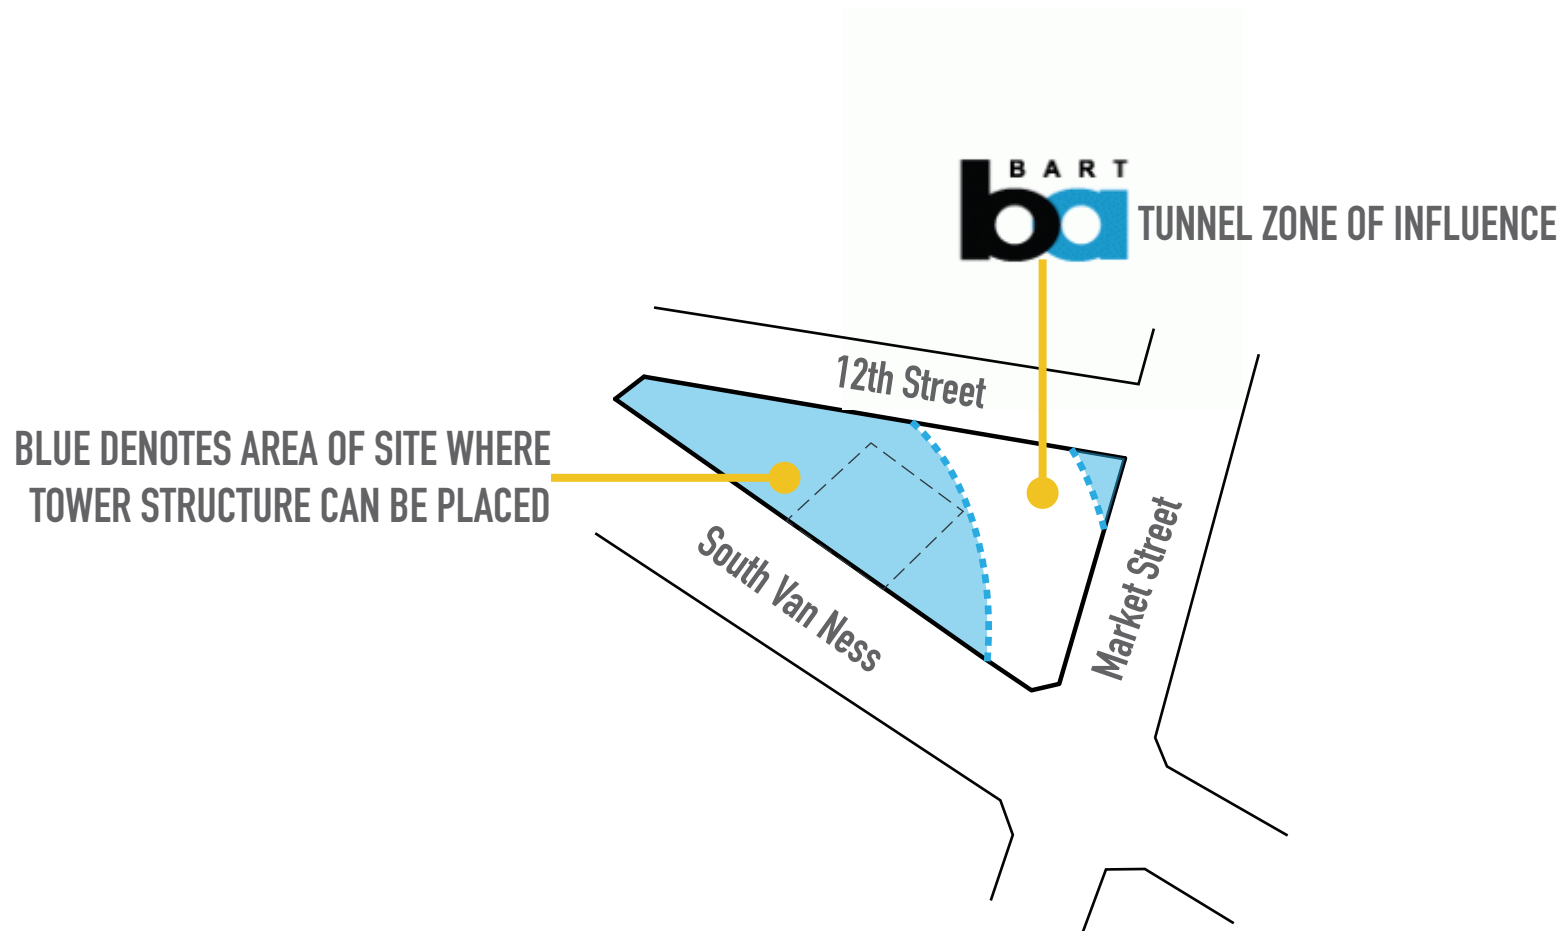 BART
ba
TUNNEL ZONE OF INFLUENCE
12th Street
BLUE DENOTES AREA OF SITE WHERE
TOWER STRUCTURE CAN BE PLACED
South Van Ness
Market Street